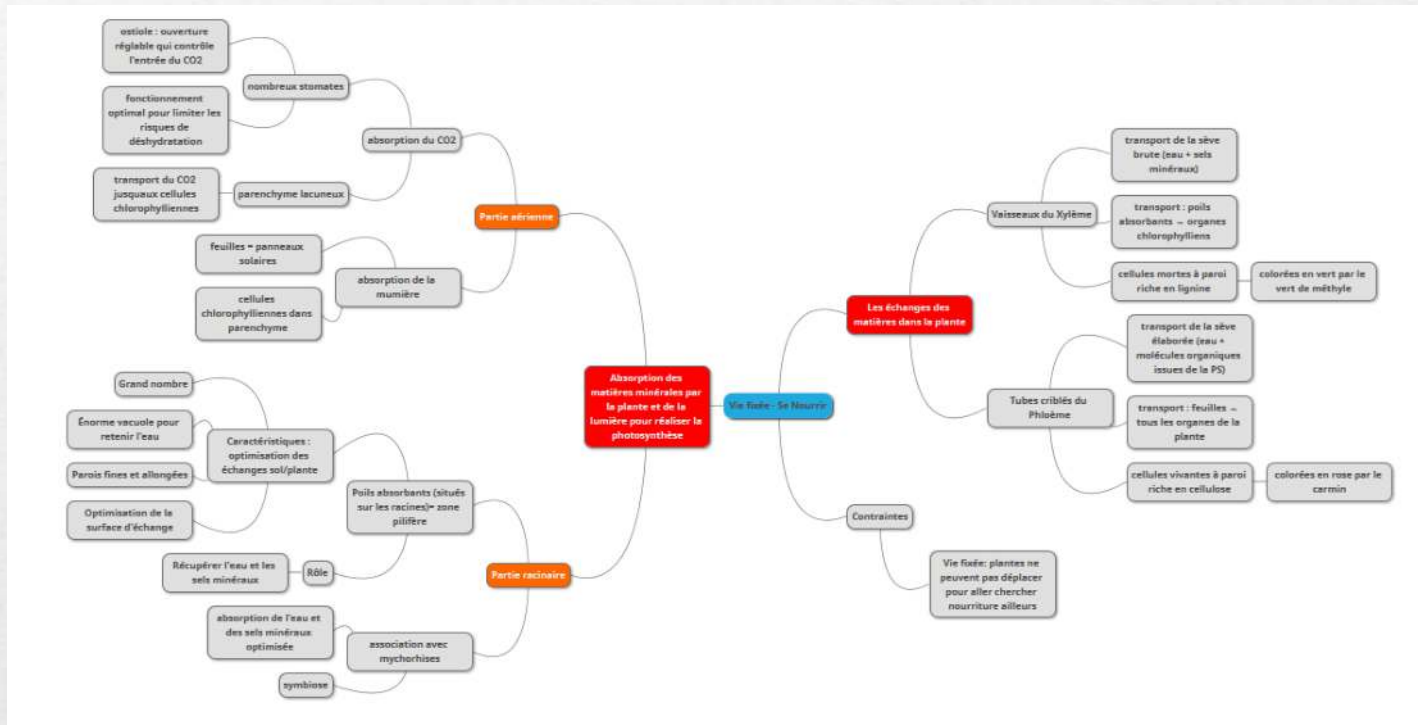 ostiole : ouverture
réglable qui contrôle
l'entrée du CO2
nombreux stomates
fonctionnement
optimal pour limiter les
risques de
déshydratation
absorption du CO2
transport du CO2
jusquaux cellules
chlorophylliennes
parenchyme lacuneux
Partie aérienne
feuilles = panneaux
solaires
absorption de la
mumière
cellules
chlorophylliennes dans
parenchyme
Absorption des
matières minérales par
la plante et de la
lumière pour réaliser la
photosynthèse
Grand nombre
Énorme vacuole pour
retenir l'eau
Caractéristiques :
optimisation des
échanges sol/plante
Parois fines et allongées
Optimisation de la
surface d'échange
Poils absorbants (situés
sur les racines)= zone
pilifère
Récupérer l'eau et les
sels minéraux
Rôle
Partie racinaire
absorption de l'eau et
des sels minéraux
optimisée
association avec
mychorhises
symbiose
Vie fixée - Se Nourrir
Les échanges des
matières dans la plante
Vaisseaux du Xylème
transport de la sève
brute (eau + sels
minéraux)
transport : poils
absorbants → organes
chlorophylliens
cellules mortes à paroi
riche en lignine
colorées en vert par le
vert de méthyle
Tubes criblés du
Phloème
transport de la sève
élaborée (eau +
molécules organiques
issues de la PS)
transport : feuilles →
tous les organes de la
plante
cellules vivantes à paroi
riche en cellulose
colorées en rose par le
carmin
Contraintes
Vie fixée: plantes ne
peuvent pas déplacer
pour aller chercher
nourriture ailleurs